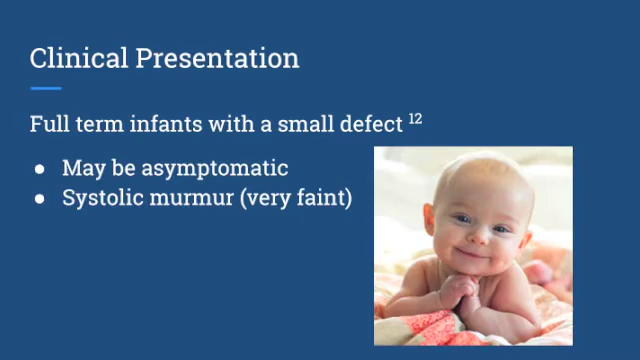 Clinical Presentation
Full term infants with a small defect 12
● May be asymptomatic
● Systolic murmur (very faint)